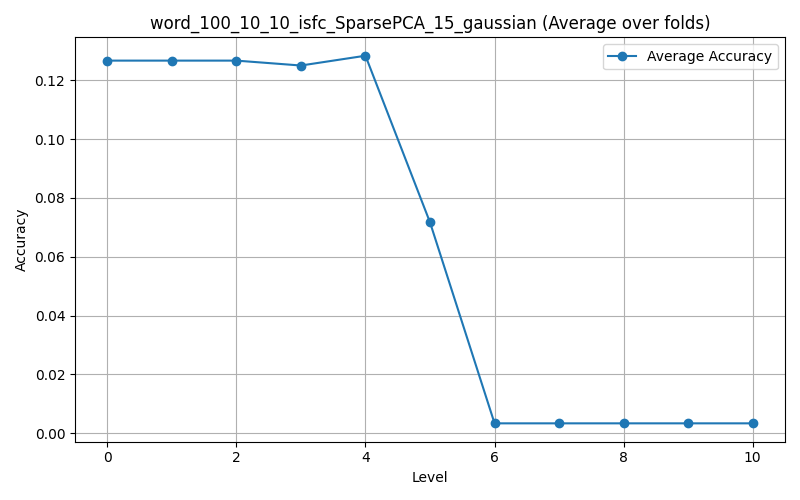 word_100_10_10_isfc_SparsePCA_15_gaussian (Average over folds)
Average Accuracy
0.12
0.10
0.08
0.06
0.04
0.02
0.00
Accuracy
0 2 4 6 8 10
Level